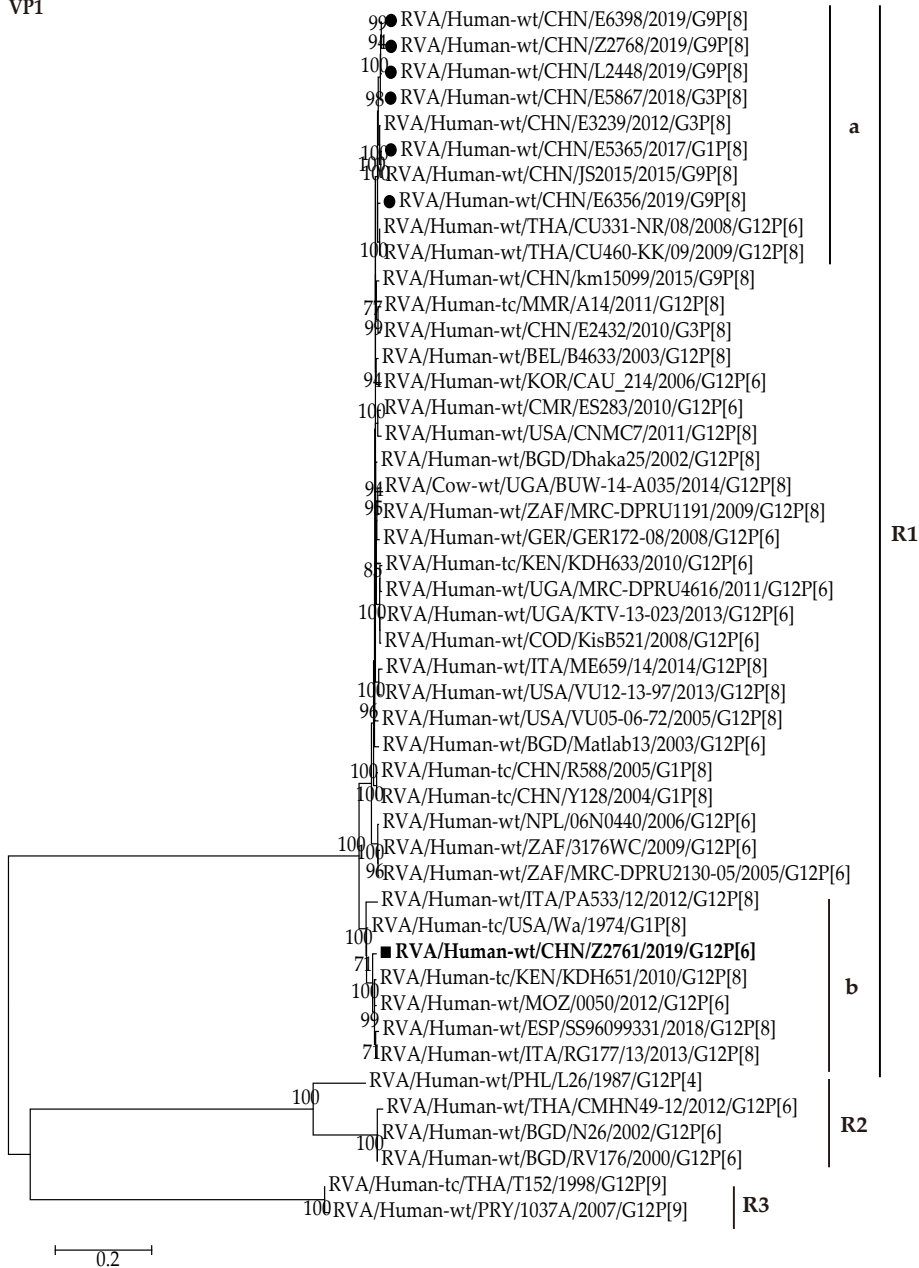 VP1
99 RVA/Human-wt/CHN/E6398/2019/G9P[8]
94 RVA/Human-wt/CHN/Z2768/2019/G9P[8]
100 RVA/Human-wt/CHN/L2448/2019/G9P[8]
98 RVA/Human-wt/CHN/E5867/2018/G3P[8]
RVA/Human-wt/CHN/E3239/2012/G3P[8]
a
100 RVA/Human-wt/CHN/E5365/2017/G1P[8]
100
100 RVA/Human-wt/CHN/JS2015/2015/G9P[8]
RVA/Human-wt/CHN/E6356/2019/G9P[8]
RVA/Human-wt/THA/CU331-NR/08/2008/G12P[6]
100 RVA/Human-wt/THA/CU460-KK/09/2009/G12P[8]
RVA/Human-wt/CHN/km15099/2015/G9P[8]
77 RVA/Human-tc/MMR/A14/2011/G12P[8]
99 RVA/Human-wt/CHN/E2432/2010/G3P[8]
RVA/Human-wt/BEL/B4633/2003/G12P[8]
94 RVA/Human-wt/KOR/CAU_214/2006/G12P[6]
100 RVA/Human-wt/CMR/ES283/2010/G12P[6]
RVA/Human-wt/USA/CNMC7/2011/G12P[8]
RVA/Human-wt/BGD/Dhaka25/2002/G12P[8]
94 RVA/Cow-wt/UGA/BUW-14-A035/2014/G12P[8]
95 RVA/Human-wt/ZAF/MRC-DPRU1191/2009/G12P[8]
R1
RVA/Human-wt/GER/GER172-08/2008/G12P[6]
85 RVA/Human-tc/KEN/KDH633/2010/G12P[6]
RVA/Human-wt/UGA/MRC-DPRU4616/2011/G12P[6]
100 RVA/Human-wt/UGA/KTV-13-023/2013/G12P[6]
RVA/Human-wt/COD/KisB521/2008/G12P[6]
RVA/Human-wt/ITA/ME659/14/2014/G12P[8]
100 RVA/Human-wt/USA/VU12-13-97/2013/G12P[8]
96 RVA/Human-wt/USA/VU05-06-72/2005/G12P[8]
RVA/Human-wt/BGD/Matlab13/2003/G12P[6]
100 RVA/Human-tc/CHN/R588/2005/G1P[8]
100 RVA/Human-tc/CHN/Y128/2004/G1P[8]
RVA/Human-wt/NPL/06N0440/2006/G12P[6]
100 100 RVA/Human-wt/ZAF/3176WC/2009/G12P[6]
96 RVA/Human-wt/ZAF/MRC-DPRU2130-05/2005/G12P[6]
RVA/Human-wt/ITA/PA533/12/2012/G12P[8]
RVA/Human-tc/USA/Wa/1974/G1P[8]
100
RVA/Human-wt/CHN/Z2761/2019/G12P[6]
71
RVA/Human-tc/KEN/KDH651/2010/G12P[8]
b
100 RVA/Human-wt/MOZ/0050/2012/G12P[6]
99 RVA/Human-wt/ESP/SS96099331/2018/G12P[8]
71 RVA/Human-wt/ITA/RG177/13/2013/G12P[8]
RVA/Human-wt/PHL/L26/1987/G12P[4]
100 RVA/Human-wt/THA/CMHN49-12/2012/G12P[6]
R2
100 RVA/Human-wt/BGD/N26/2002/G12P[6]
RVA/Human-wt/BGD/RV176/2000/G12P[6]
RVA/Human-tc/THA/T152/1998/G12P[9]
R3
100 RVA/Human-wt/PRY/1037A/2007/G12P[9]
0.2